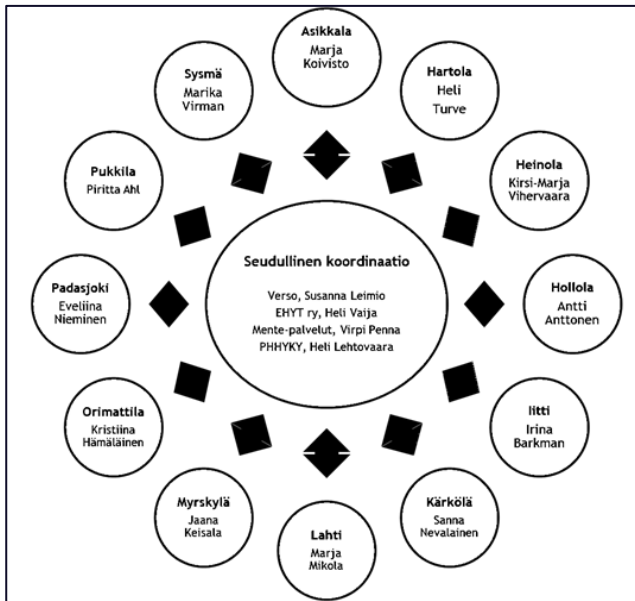 Asikkala
Marja
Koivisto
Hartola
Heli
Turve
Heinola
Kirsi-Marja
Vihervaara
Hollola
Antti
Anttonen
Iitti
Irina
Barkman
Kärkölä
Sanna
Nevalainen
Lahti
Marja
Mikola
Myrskylä
Jaana
Keisala
Orimattila
Kristiina
Hämäläinen
Padasjoki
Eveliina
Nieminen
Pukkila
Piritta Ahl
Sysmä
Marika
Virman
Seudullinen koordinaatio
Verso, Susanna Leimio
EHYT ry, Heli Vaija
Mente-palvelut, Virpi Penna
PHHYKY, Heli Lehtovaara